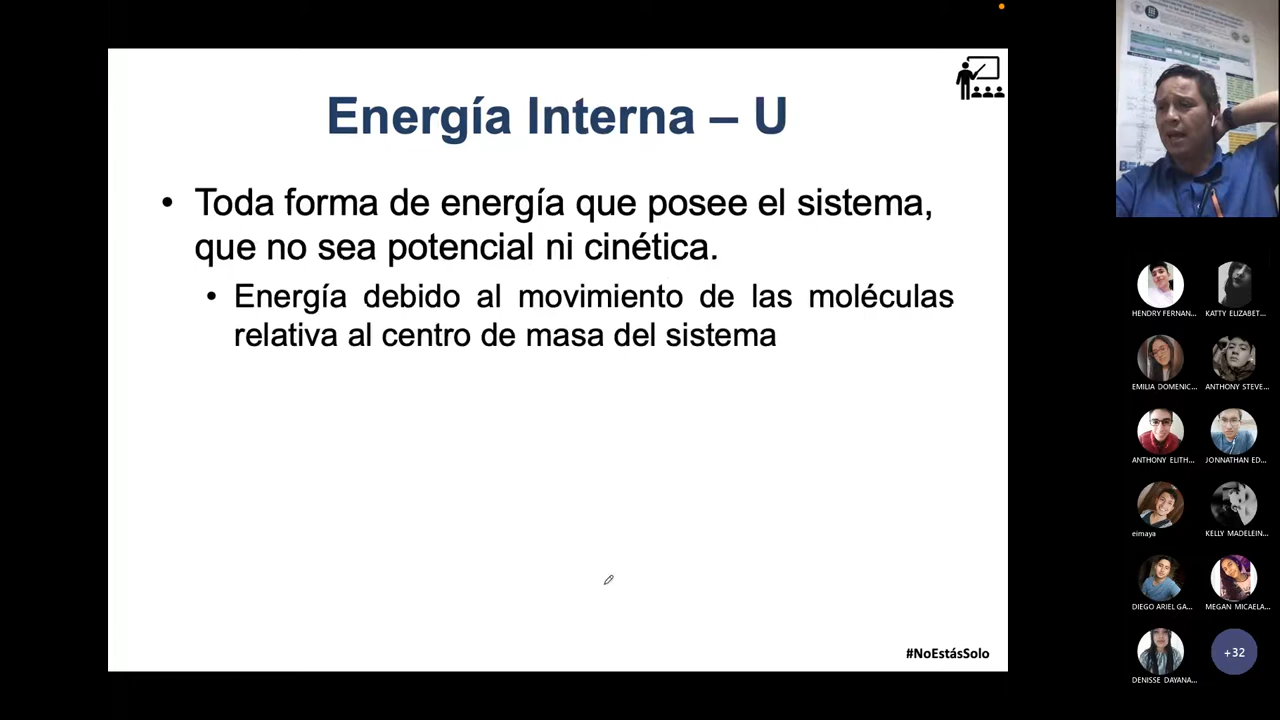 Energía Interna – U
• Toda forma de energía que posee el sistema,
que no sea potencial ni cinética.
• Energía debido al movimiento de las moléculas
relativa al centro de masa del sistema
#NoEstásSolo
HENDRY FERNAN...
KATTY ELIZABET...
EMILIA DOMENIC...
ANTHONY STEVE...
ANTHONY ELITH...
JONNATHAN ED...
eimaya
KELLY MADELEIN...
DIEGO ARIEL GA...
MEGAN MICAELA...
DENISSE DAYANA...
+32